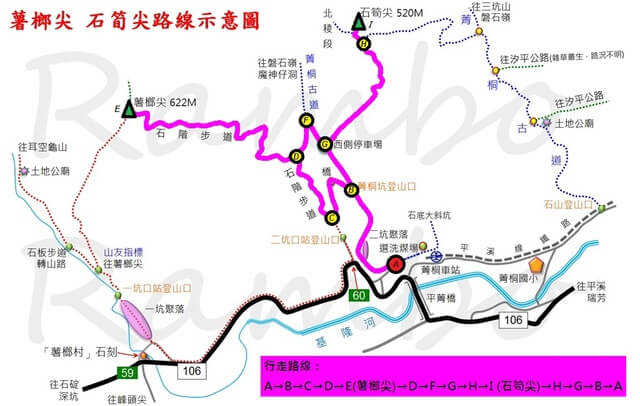 薯榔尖 石筍尖路線示意圖
Rambo
Rambo
北稜段
石筍尖 520M
I
H
往三坑山
磐石嶺
菁桐古道
往汐平公路(雜草叢生，路況不明)
往汐平公路
土地公廟
石山登山口
往磐石嶺
魔神仔洞
菁桐古道
薯榔尖 622M
E
石階步道
F
G
西側停車場
D
石階步道
橋
B
菁桐坑登山口
C
二坑口站登山口
往耳空龜山
土地公廟
石板步道
轉山路
山友指標
往薯榔尖
一坑口站登山口
一坑聚落
二坑聚落
選洗煤場
石底大斜坑
A
菁桐車站
平溪線鐵路
菁桐國小
平菁橋
往平溪
瑞芳
106
60
基隆河
「薯榔村」石刻
59
106
往石碇
深坑
往峰頭尖
行走路線：
A→B→C→D→E(薯榔尖)→D→F→G→H→I (石筍尖)→H→G→B→A